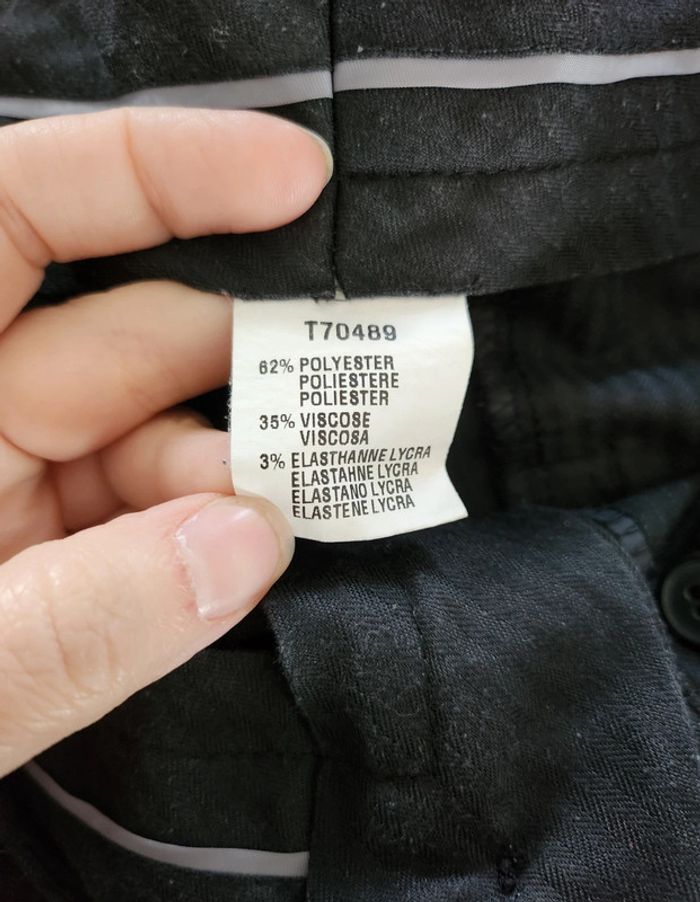 T70489
62% POLYESTER
POLIESTERE
POLIESTER
35% VISCOSE
VISCOSA
3% ELASTHANNE LYCRA
ELASTAHNE LYCRA
ELASTANO LYCRA
ELASTENE LYCRA